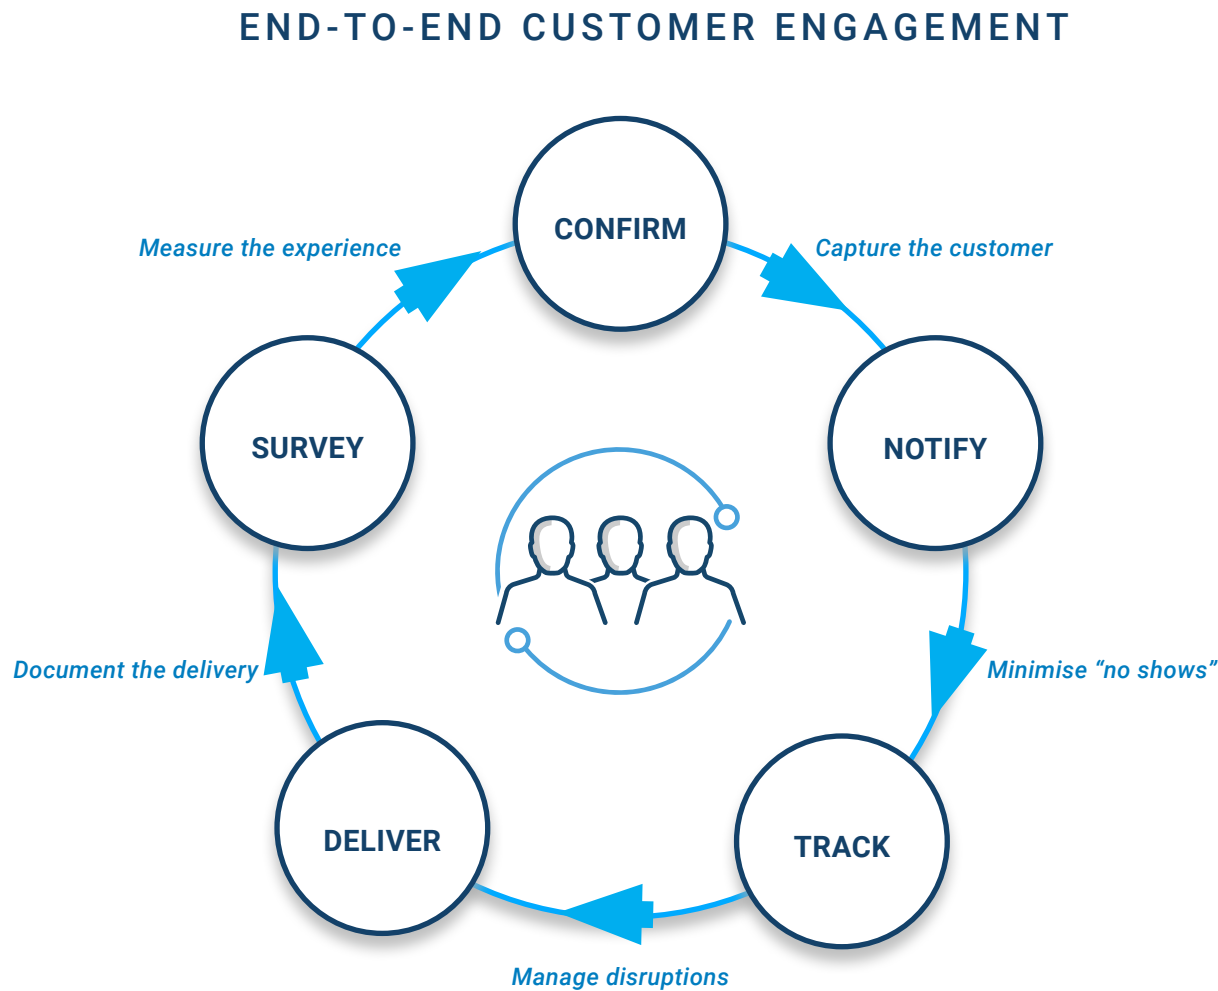 END-TO-END CUSTOMER ENGAGEMENT
CONFIRM
Measure the experience
Capture the customer
SURVEY
NOTIFY
Document the delivery
Minimise “no shows”
DELIVER
TRACK
Manage disruptions